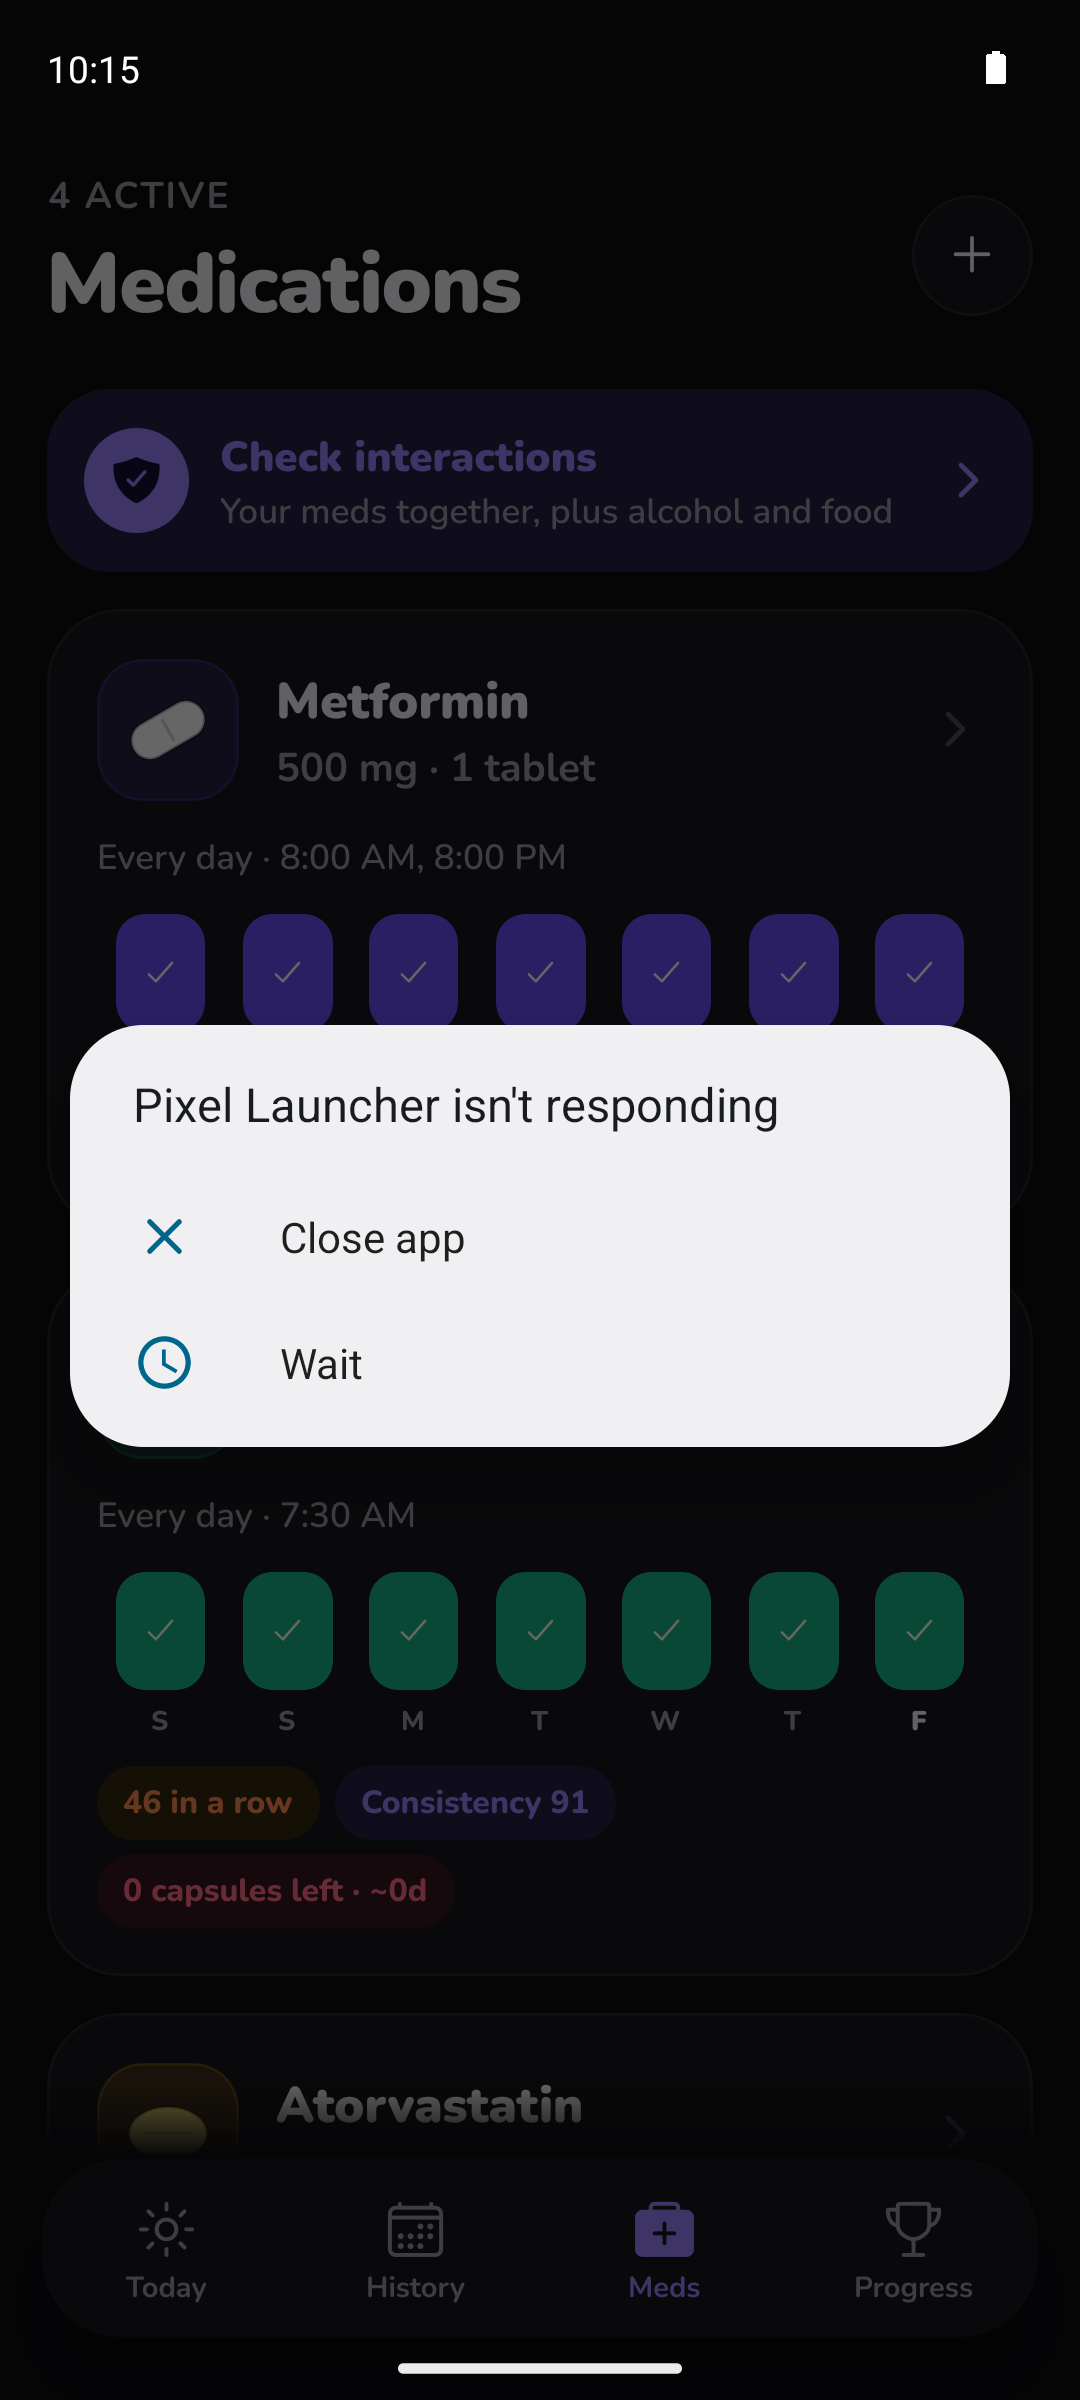 10:15
4 ACTIVE
Medications
Check interactions
Your meds together, plus alcohol and food
Metformin
500 mg · 1 tablet
Every day · 8:00 AM, 8:00 PM
Pixel Launcher isn't responding
Close app
Wait
Every day · 7:30 AM
S S M T W T F
46 in a row Consistency 91
0 capsules left · ~0d
Atorvastatin
Today History Meds Progress